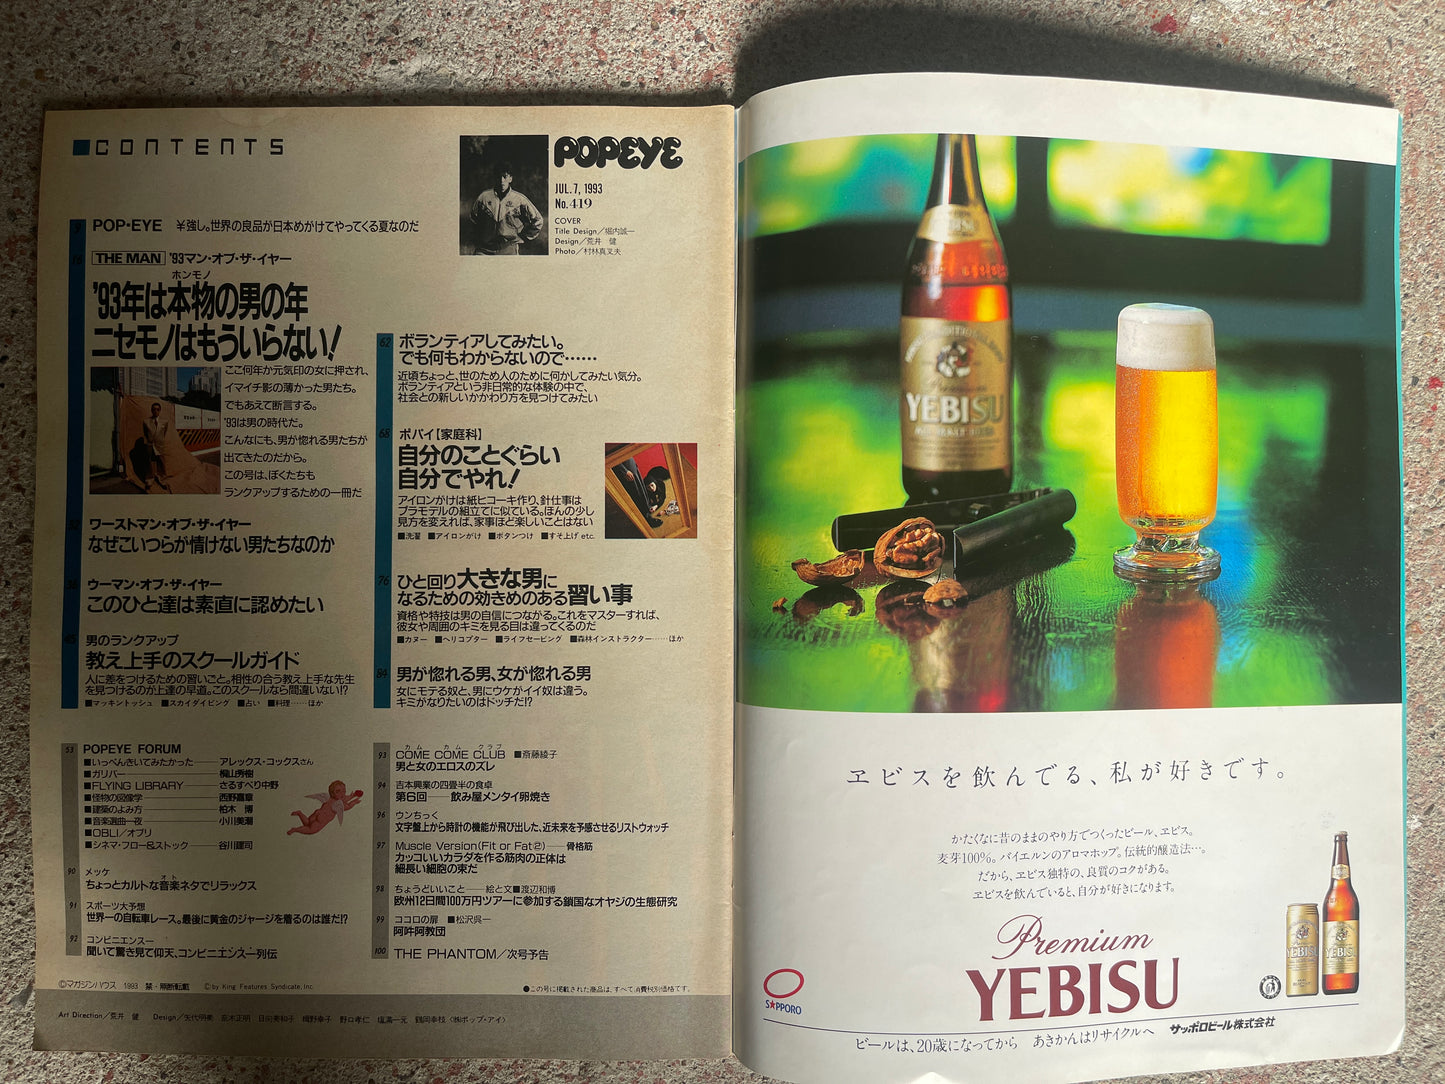 CONTENTS
POPEYE
JUL. 7, 1993
No. 419
COVER
Title Design／堀内誠一
Design／荒井 健
Photo／村林真叉夫
9
POP・EYE ￥強し。世界の良品が日本めがけてやってくる夏なのだ
16
THE MAN '93マン・オブ・ザ・イヤー
ホンモノ
'93年は本物の男の年
ニセモノはもういらない!
ここ何年か元気印の女に押され、
イマイチ影の薄かった男たち。
でもあえて断言する。
'93は男の時代だ。
こんなにも、男が惚れる男たちが
出てきたのだから。
この号は、ぼくたちも
ランクアップするための一冊だ
ワーストマン・オブ・ザ・イヤー
なぜこいつらが情けない男たちなのか
ウーマン・オブ・ザ・イヤー
このひと達は素直に認めたい
45
男のランクアップ
教え上手のスクールガイド
人に差をつけるための習いごと。相性の合う教え上手な先生
を見つけるのが上達の早道。このスクールなら間違いない!?
■マッキントッシュ ■スカイダイビング ■占い ■料理……ほか
62
ボランティアしてみたい。
でも何もわからないので……
近頃ちょっと、世のため人のために何かしてみたい気分。
ボランティアという非日常的な体験の中で、
社会との新しいかかわり方を見つけてみたい
68
ポパイ【家庭科】
自分のことぐらい
自分でやれ!
アイロンがけは紙ヒコーキ作り、針仕事は
プラモデルの組立てに似ている。ほんの少し
見方を変えれば、家事ほど楽しいことはない
■洗濯 ■アイロンがけ ■ボタンつけ ■すそ上げ etc.
76
ひと回り大きな男に
なるための効きめのある習い事
資格や特技は男の自信につながる。これをマスターすれば、
彼女や周囲のキミを見る目は違ってくるのだ
■カヌー ■ヘリコプター ■ライフセービング ■森林インストラクター……ほか
84
男が惚れる男、女が惚れる男
女にモテる奴と、男にウケがイイ奴は違う。
キミがなりたいのはドッチだ!?
53
POPEYE FORUM
■いっぺんきいてみたかった──アレックス・コックスさん
■ガリバー──横山秀樹
■FLYING LIBRARY──さるすべり中野
■怪物の図像学──西野嘉章
■建築のよみ方──柏木 博
■音楽選曲一夜──小川美潮
■OBLI／オブリ
■シネマ・フロー&ストック──谷川建司
90
メッケ
オト
ちょっとカルトな音楽ネタでリラックス
91
スポーツ大予想
世界一の自転車レース。最後に黄金のジャージを着るのは誰だ!?
92
コンビニエンスー
聞いて驚き見て仰天、コンビニエンスー列伝
93
カム カム クラブ
COME COME CLUB ■斎藤綾子
男と女のエロスのズレ
94
吉本興業の四畳半の食卓
第6回──飲み屋メンタイ卵焼き
96
ウンちっく
文字盤上から時計の機能が飛び出した、近未来を予感させるリストウォッチ
97
Muscle Version(Fit or Fat②)──骨格筋
カッコいいカラダを作る筋肉の正体は
細長い細胞の束だ
98
ちょうどいいこと──絵と文■渡辺和博
欧州12日間100万円ツアーに参加する鎖国なオヤジの生態研究
99
ココロの扉 ■松沢呉一
阿吽阿教団
100
THE PHANTOM／次号予告
©マガジンハウス 1993 禁・無断転載 ©by King Features Syndicate, Inc.
●この号に掲載された商品は、すべて消費税別価格です。
Art Direction／荒井 健 Design／矢代明美 鈴木正明 日向麻和子 梶野幸子 野口孝仁 塩満一元 鶴岡幸枝〈㈱ポップ・アイ〉
Premium
YEBISU
ヱビスを飲んでる、私が好きです。
かたくなに昔のままのやり方でつくったビール、ヱビス。
麦芽100%。バイエルンのアロマホップ。伝統的醸造法…。
だから、ヱビス独特の、良質のコクがある。
ヱビスを飲んでいると、自分が好きになります。
Premium
YEBISU
YEBISU
YEBISU
S★PPORO
ビールは、20歳になってから あきかんはリサイクルへ サッポロビール株式会社